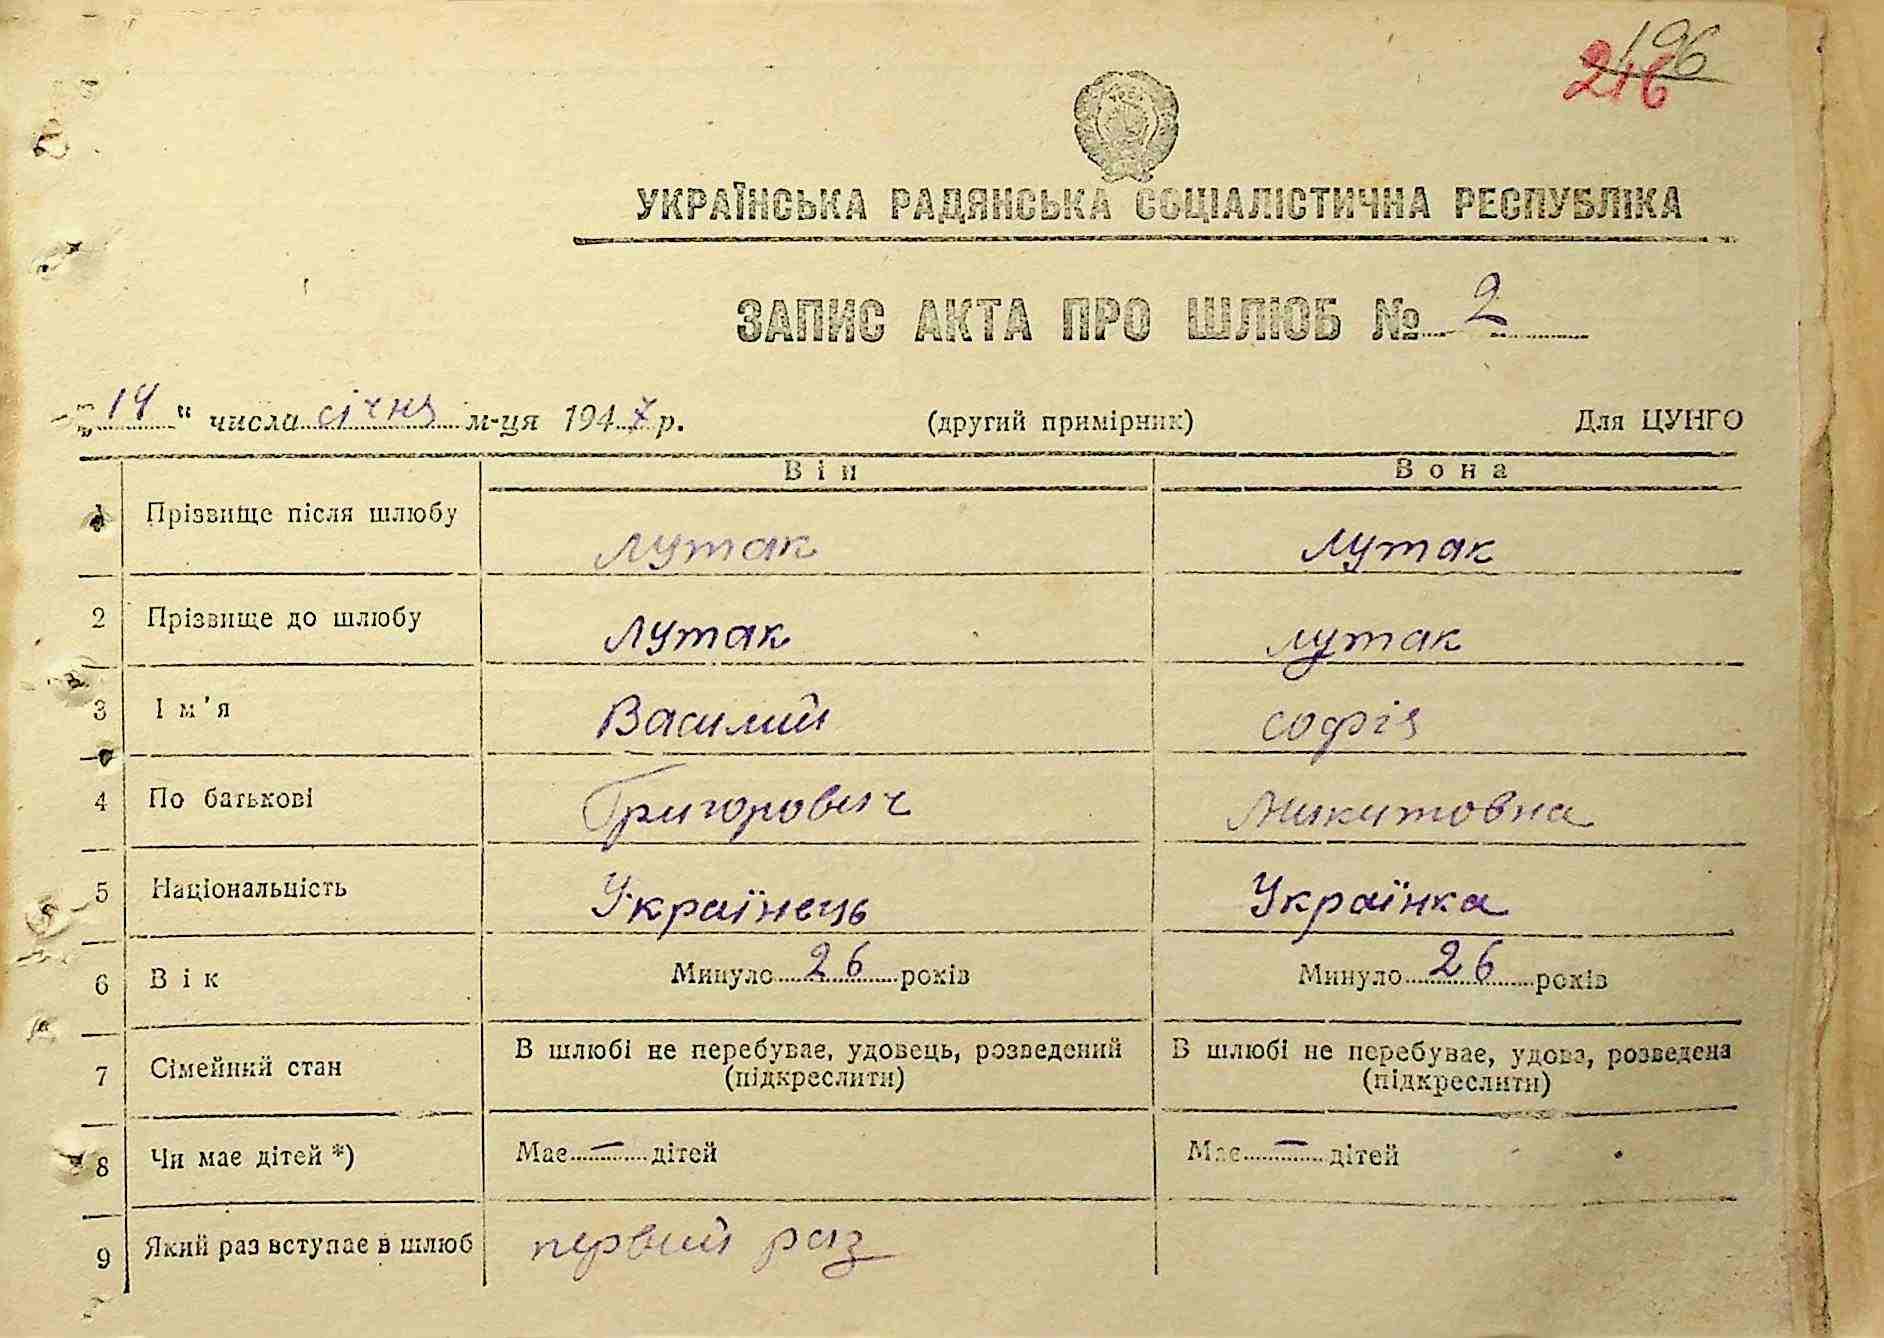 196
216
УКРАЇНСЬКА РАДЯНСЬКА СОЦІАЛІСТИЧНА РЕСПУБЛІКА
ЗАПИС АКТА ПРО ШЛЮБ № 2
„14“ числа січня м-ця 1947 р. (другий примірник) Для ЦУНГО
Він Вона
1 Прізвище після шлюбу Лутак Лутак
2 Прізвище до шлюбу Лутак Лутак
3 Ім'я Василий Софія
4 По батькові Григорович Микитовна
5 Національність Українець Українка
6 Вік Минуло 26 років Минуло 26 років
7 Сімейний стан В шлюбі не перебуває, удовець, розведений (підкреслити) В шлюбі не перебуває, удова, розведена (підкреслити)
8 Чи має дітей *) Має — дітей Має — дітей
9 Який раз вступає в шлюб первий раз